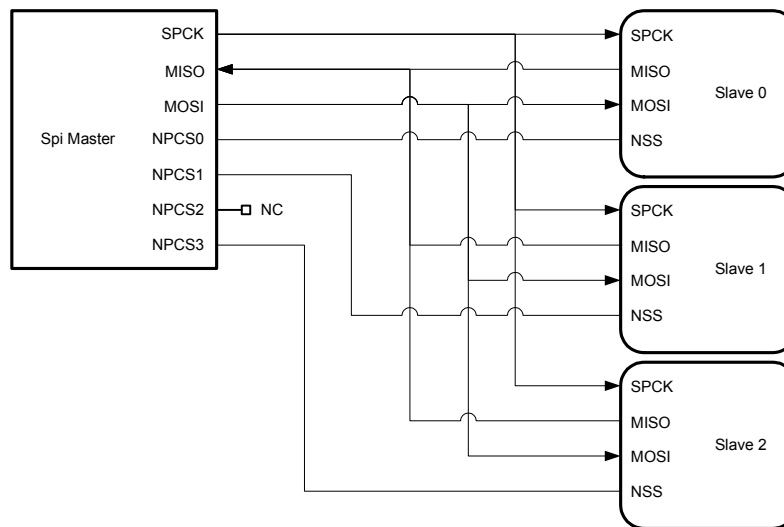 Spi Master
SPCK
MISO
MOSI
NPCS0
NPCS1
NPCS2
NC
NPCS3
SPCK
MISO
MOSI
NSS
Slave 0
SPCK
MISO
MOSI
NSS
Slave 1
SPCK
MISO
MOSI
NSS
Slave 2